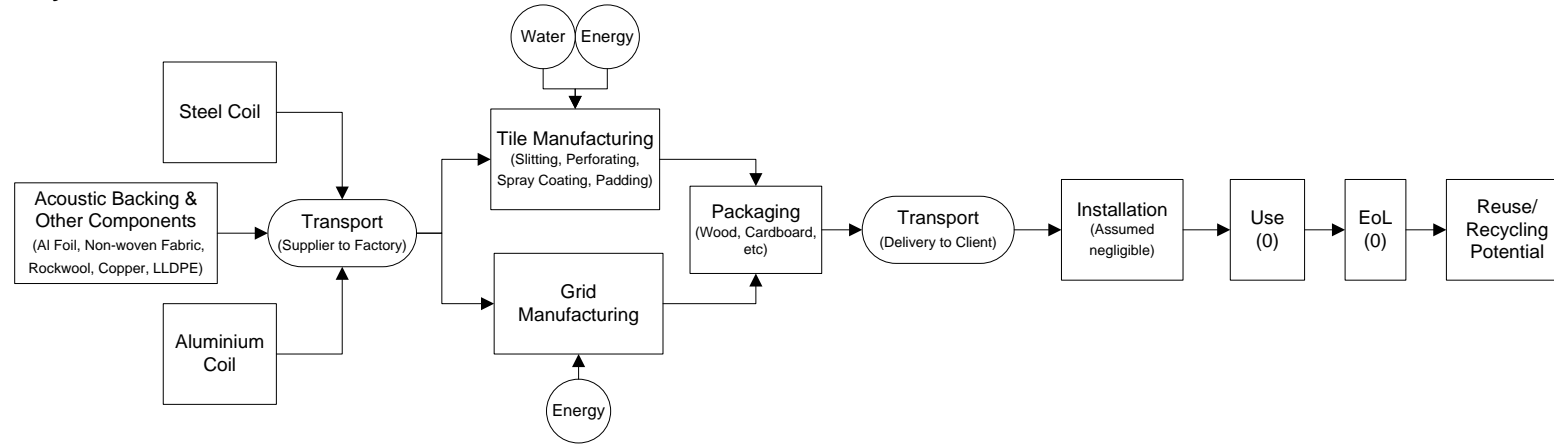 Water
Energy
Steel Coil
Tile Manufacturing
(Slitting, Perforating,
Spray Coating, Padding)
Acoustic Backing &
Other Components
(Al Foil, Non-woven Fabric,
Rockwool, Copper, LLDPE)
Transport
(Supplier to Factory)
Packaging
(Wood, Cardboard,
etc)
Transport
(Delivery to Client)
Installation
(Assumed
negligible)
Use
(0)
EoL
(0)
Reuse/
Recycling
Potential
Grid
Manufacturing
Aluminium
Coil
Energy